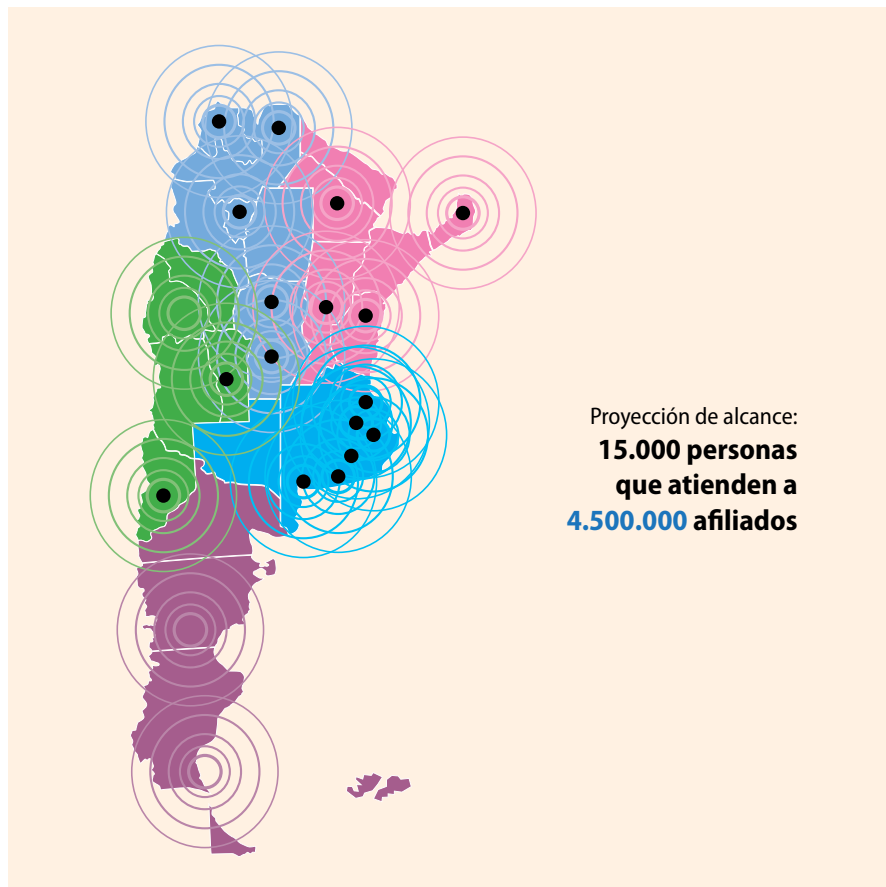 Proyección de alcance:
15.000 personas
que atienden a
4.500.000 afiliados